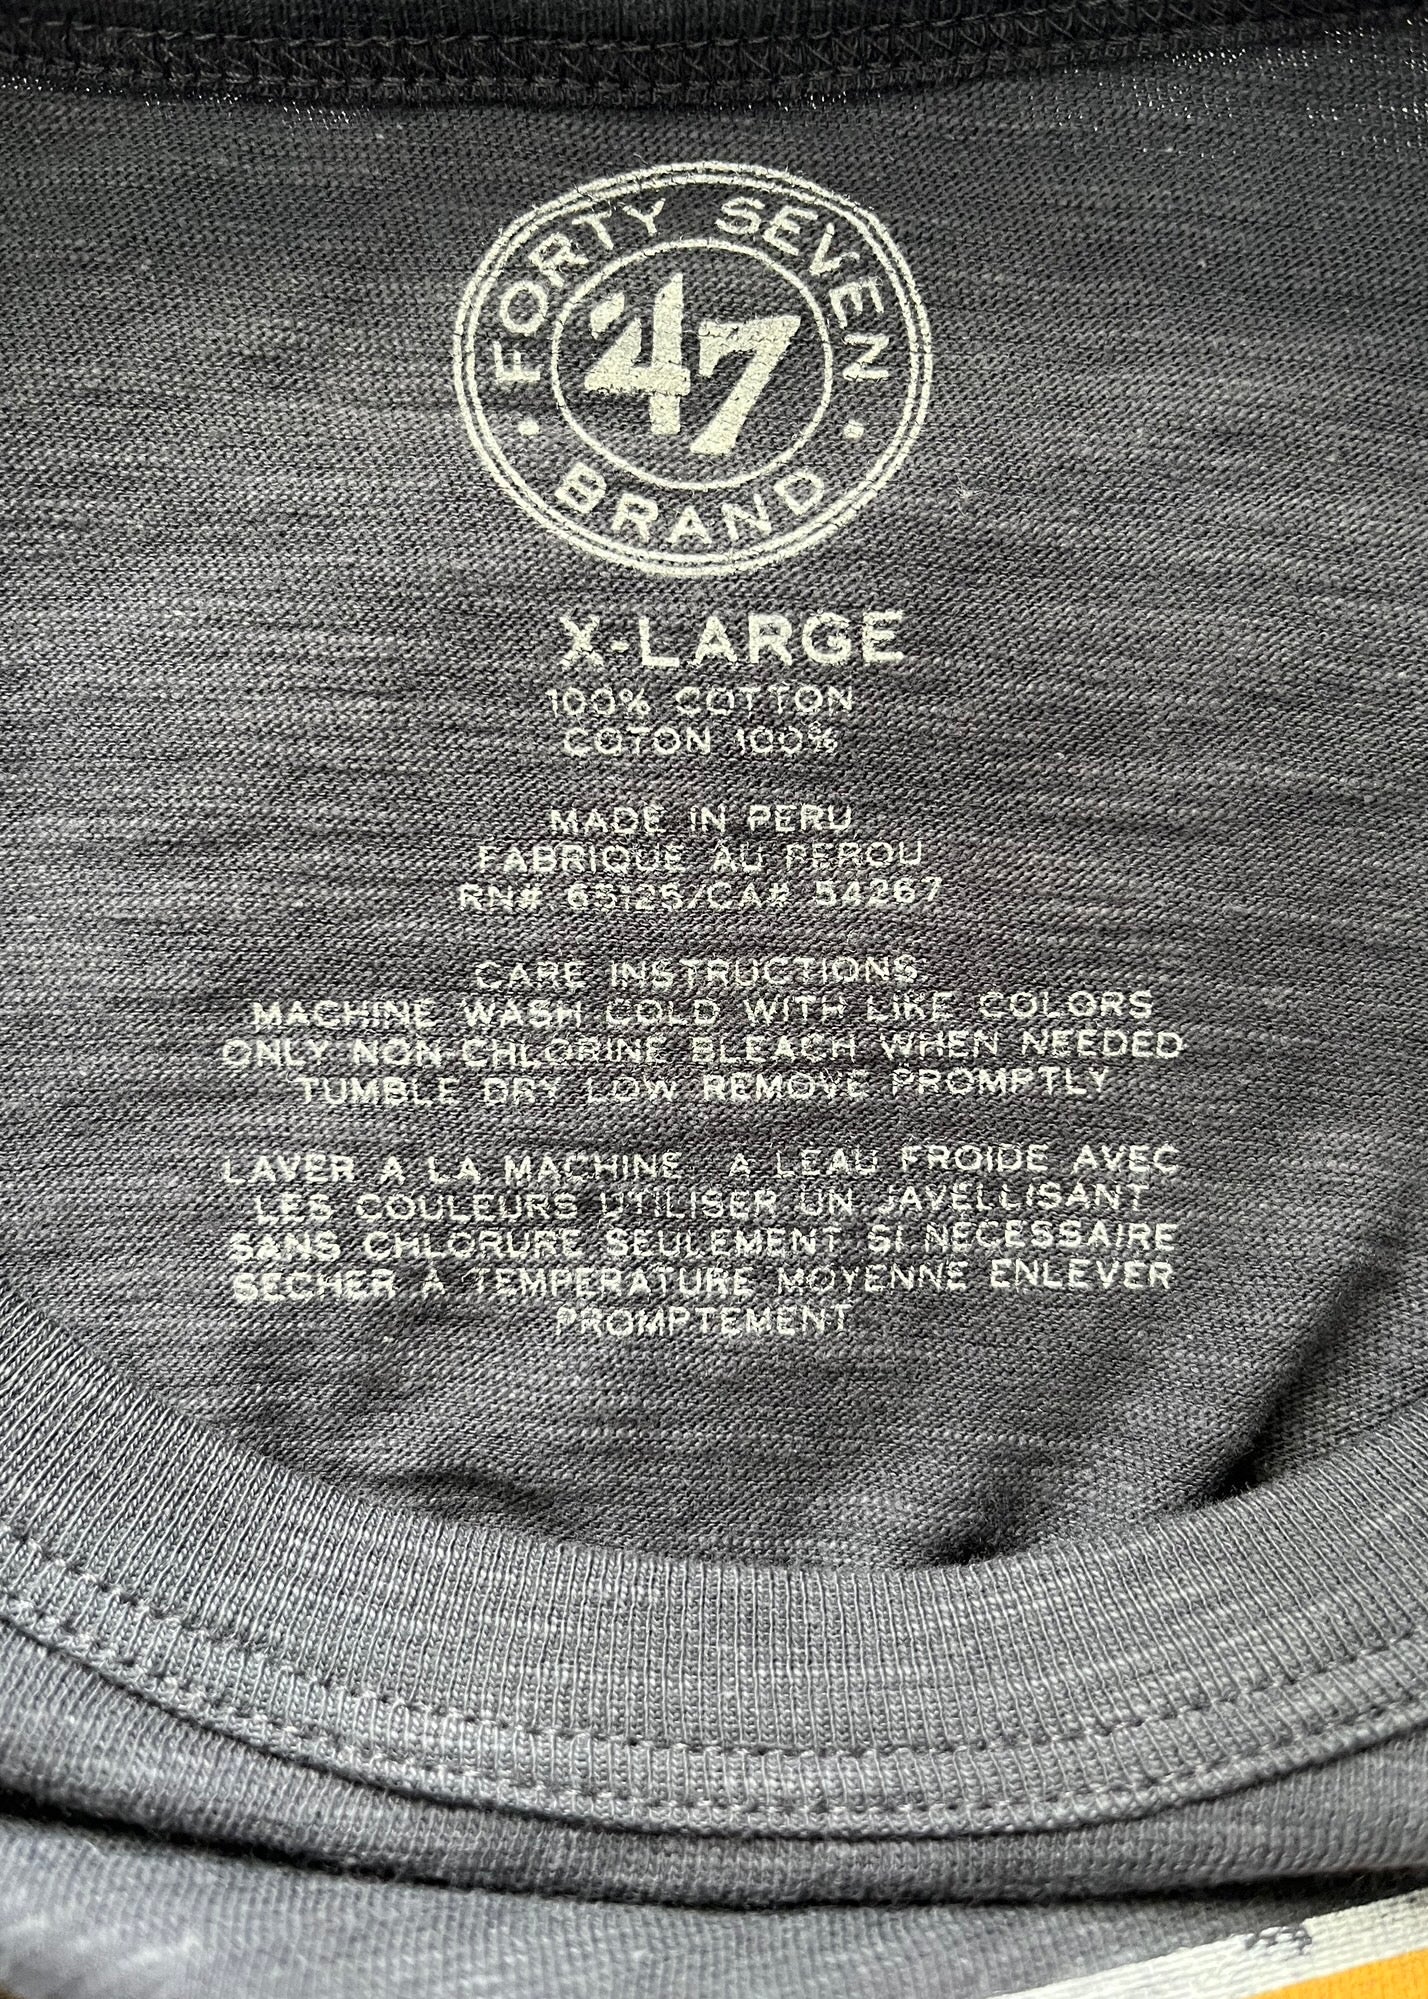 FORTY SEVEN
47
BRAND
X-LARGE
100% COTTON
COTON 100%
MADE IN PERU
FABRIQUE AU PEROU
RN# 65125/CA# 54267
CARE INSTRUCTIONS
MACHINE WASH COLD WITH LIKE COLORS
ONLY NON-CHLORINE BLEACH WHEN NEEDED
TUMBLE DRY LOW REMOVE PROMPTLY
LAVER A LA MACHINE A LEAU FROIDE AVEC
LES COULEURS UTILISER UN JAVELLISANT
SANS CHLORURE SEULEMENT SI NECESSAIRE
SECHER A TEMPERATURE MOYENNE ENLEVER
PROMPTEMENT